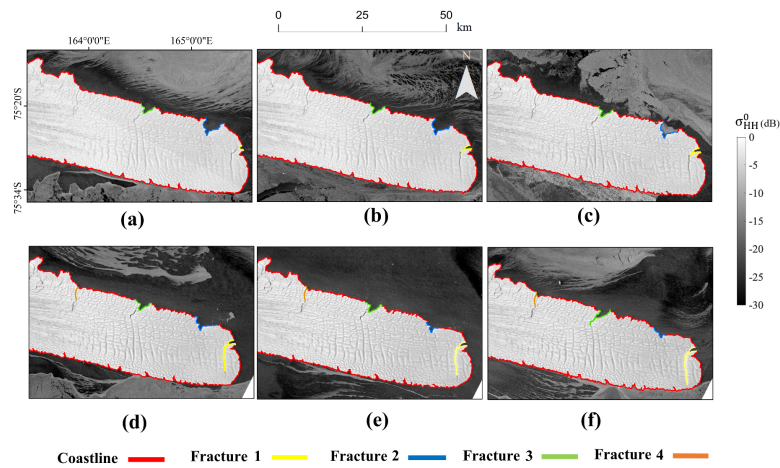 0 25 50
km
164°0'0"E 165°0'0"E
N
75°20'S
75°34'S
(a) (b) (c)
σ⁰HH (dB)
0
-5
-10
-15
-20
-25
-30
(d) (e) (f)
Coastline Fracture 1 Fracture 2 Fracture 3 Fracture 4